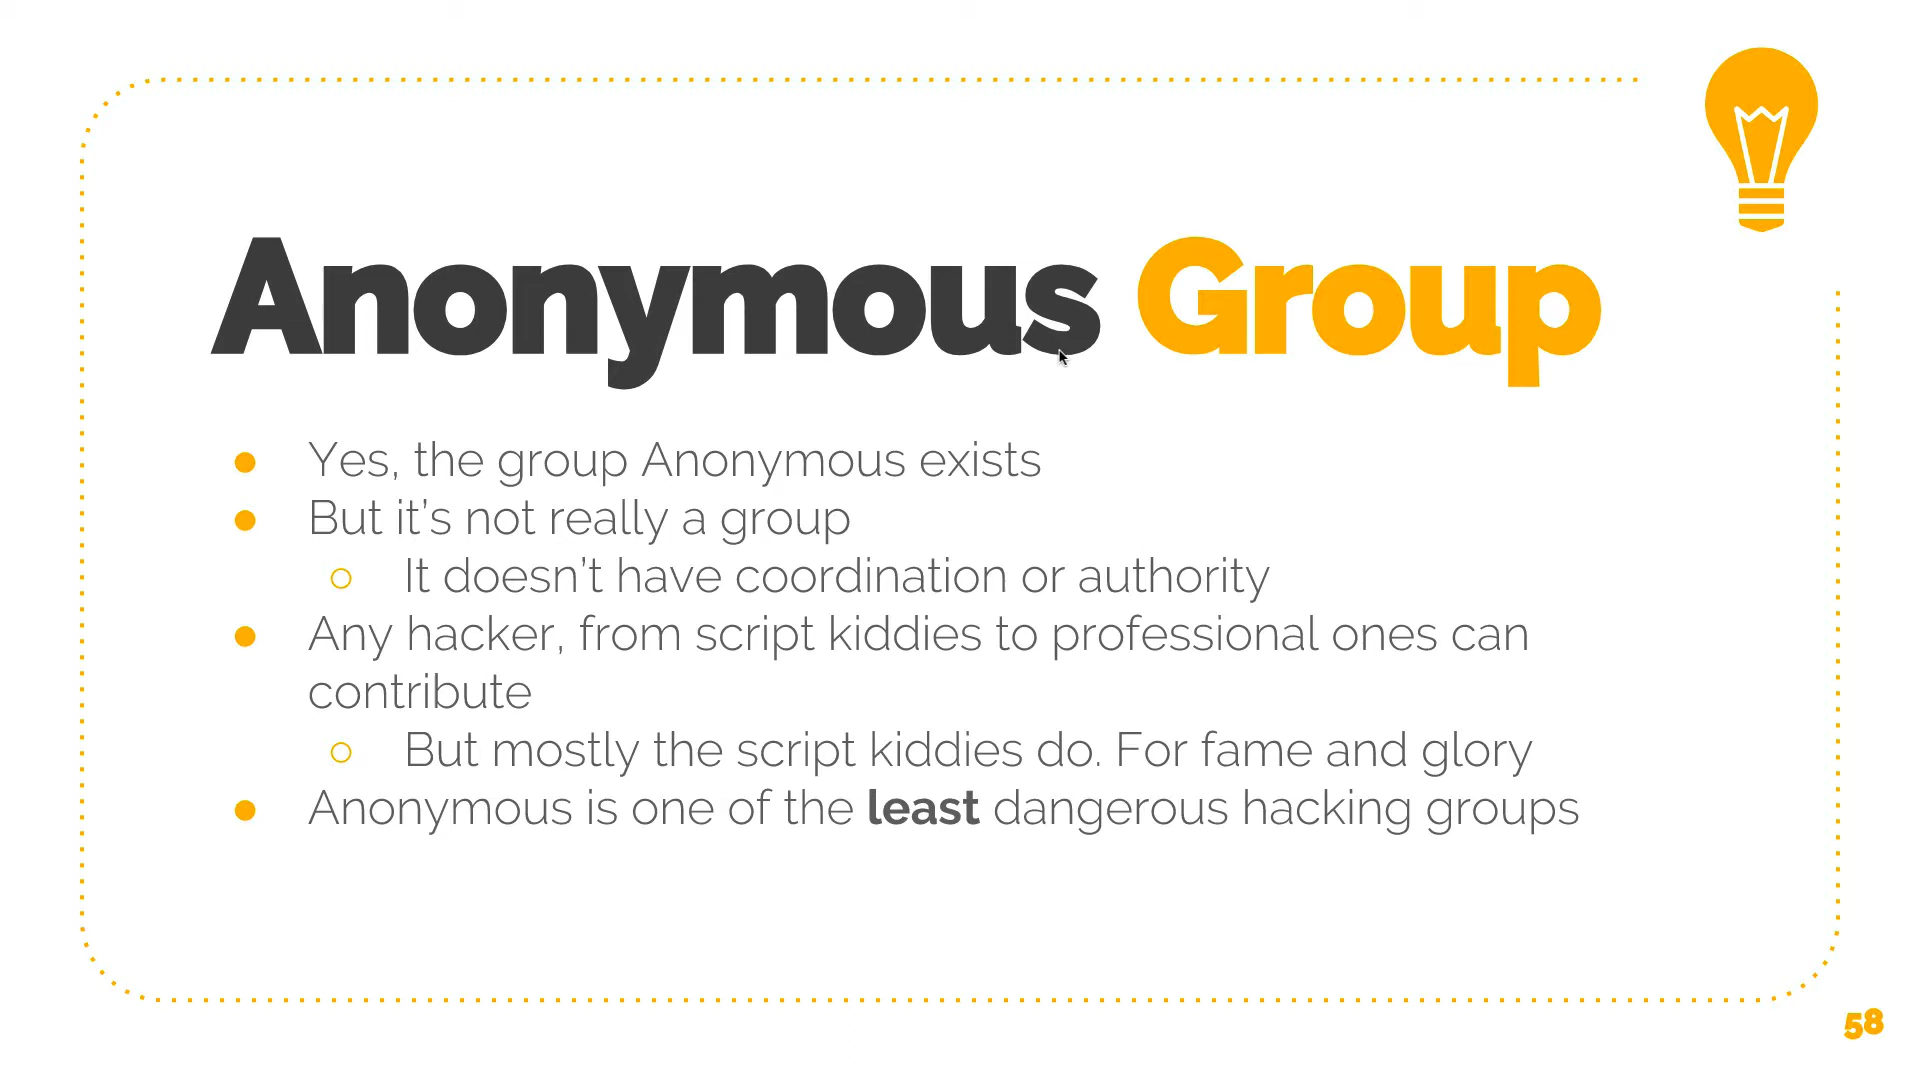 Anonymous Group
● Yes, the group Anonymous exists
● But it’s not really a group
○ It doesn’t have coordination or authority
● Any hacker, from script kiddies to professional ones can
contribute
○ But mostly the script kiddies do. For fame and glory
● Anonymous is one of the least dangerous hacking groups
58